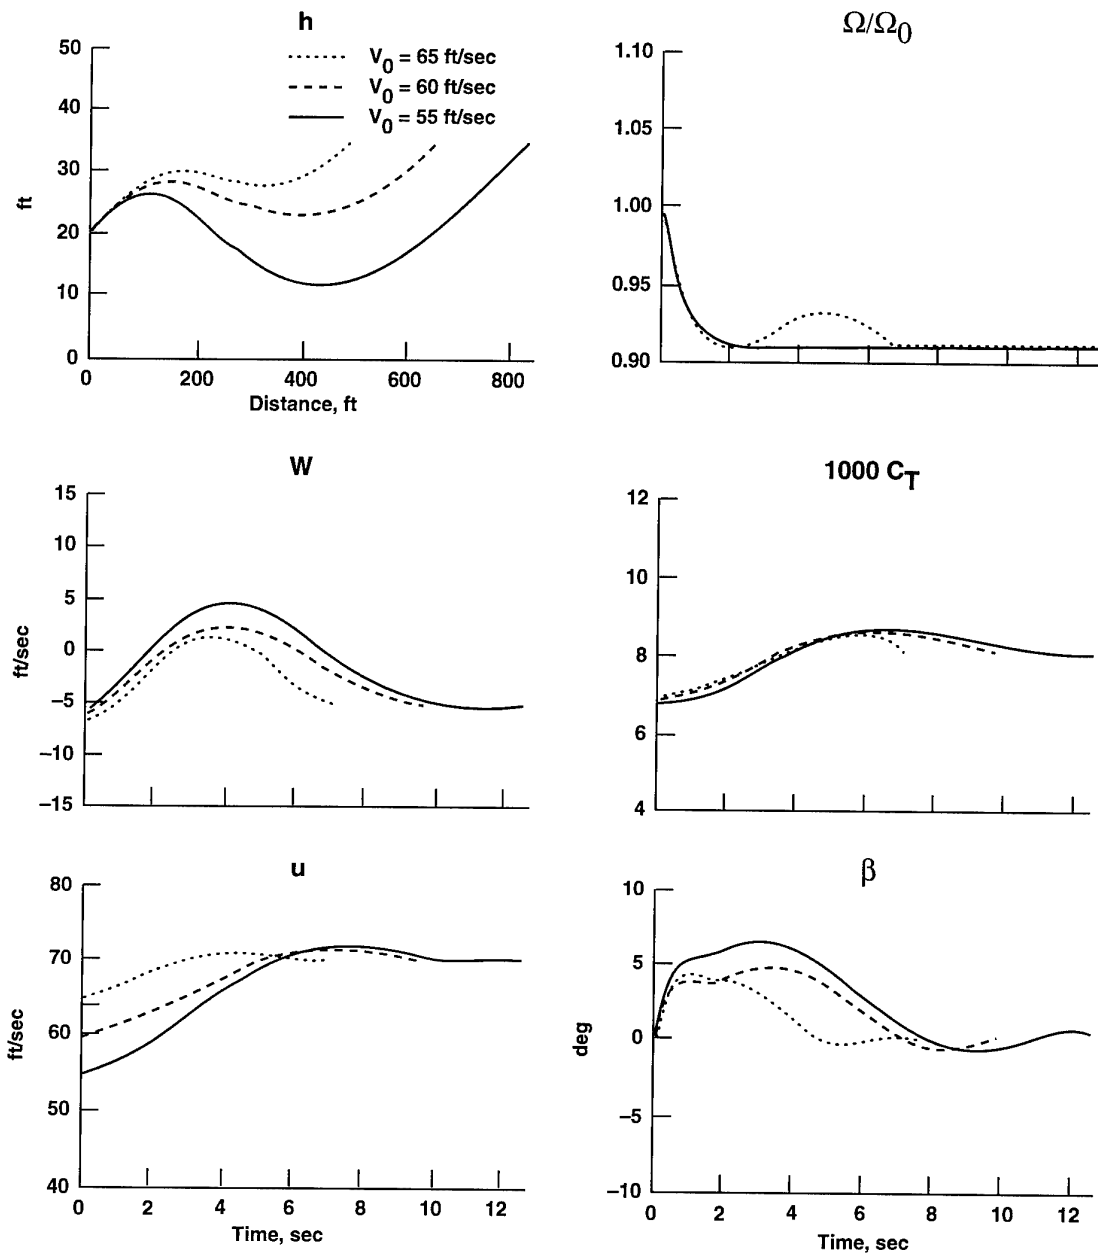 h
50
40
30
20
10
0
ft
V0 = 65 ft/sec
V0 = 60 ft/sec
V0 = 55 ft/sec
0 200 400 600 800
Distance, ft
Ω/Ω0
1.10
1.05
1.00
0.95
0.90
W
15
10
5
0
–5
–10
–15
ft/sec
1000 CT
12
10
8
6
4
u
80
70
60
50
40
ft/sec
0 2 4 6 8 10 12
Time, sec
β
10
5
0
–5
–10
deg
0 2 4 6 8 10 12
Time, sec